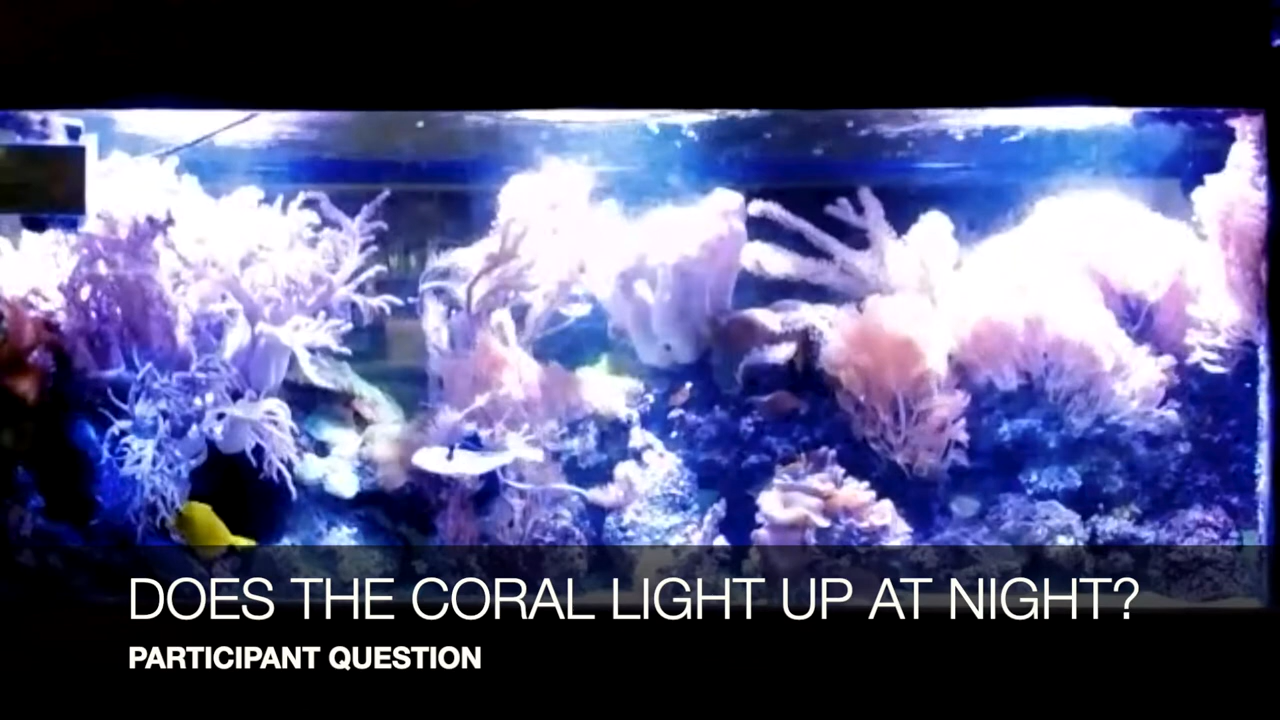 DOES THE CORAL LIGHT UP AT NIGHT?
PARTICIPANT QUESTION